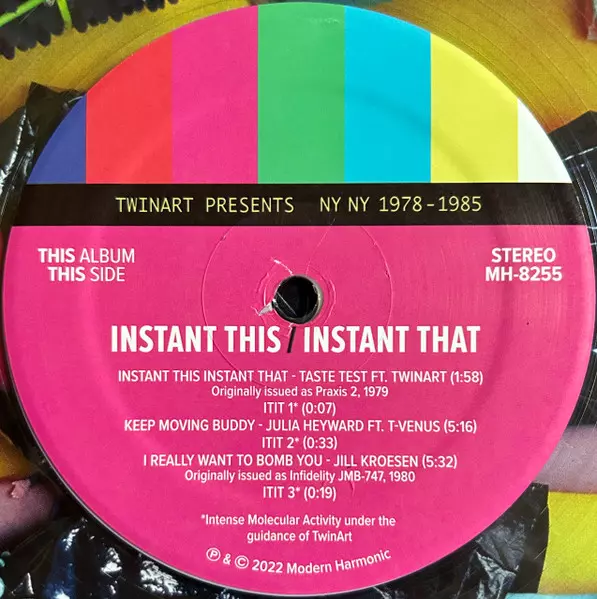 TWINART PRESENTS NY NY 1978-1985
THIS ALBUM
THIS SIDE
STEREO
MH-8255
INSTANT THIS / INSTANT THAT
INSTANT THIS INSTANT THAT - TASTE TEST FT. TWINART (1:58)
Originally issued as Praxis 2, 1979
ITIT 1* (0:07)
KEEP MOVING BUDDY - JULIA HEYWARD FT. T-VENUS (5:16)
ITIT 2* (0:33)
I REALLY WANT TO BOMB YOU - JILL KROESEN (5:32)
Originally issued as Infidelity JMB-747, 1980
ITIT 3* (0:19)
*Intense Molecular Activity under the
guidance of TwinArt
℗ & © 2022 Modern Harmonic